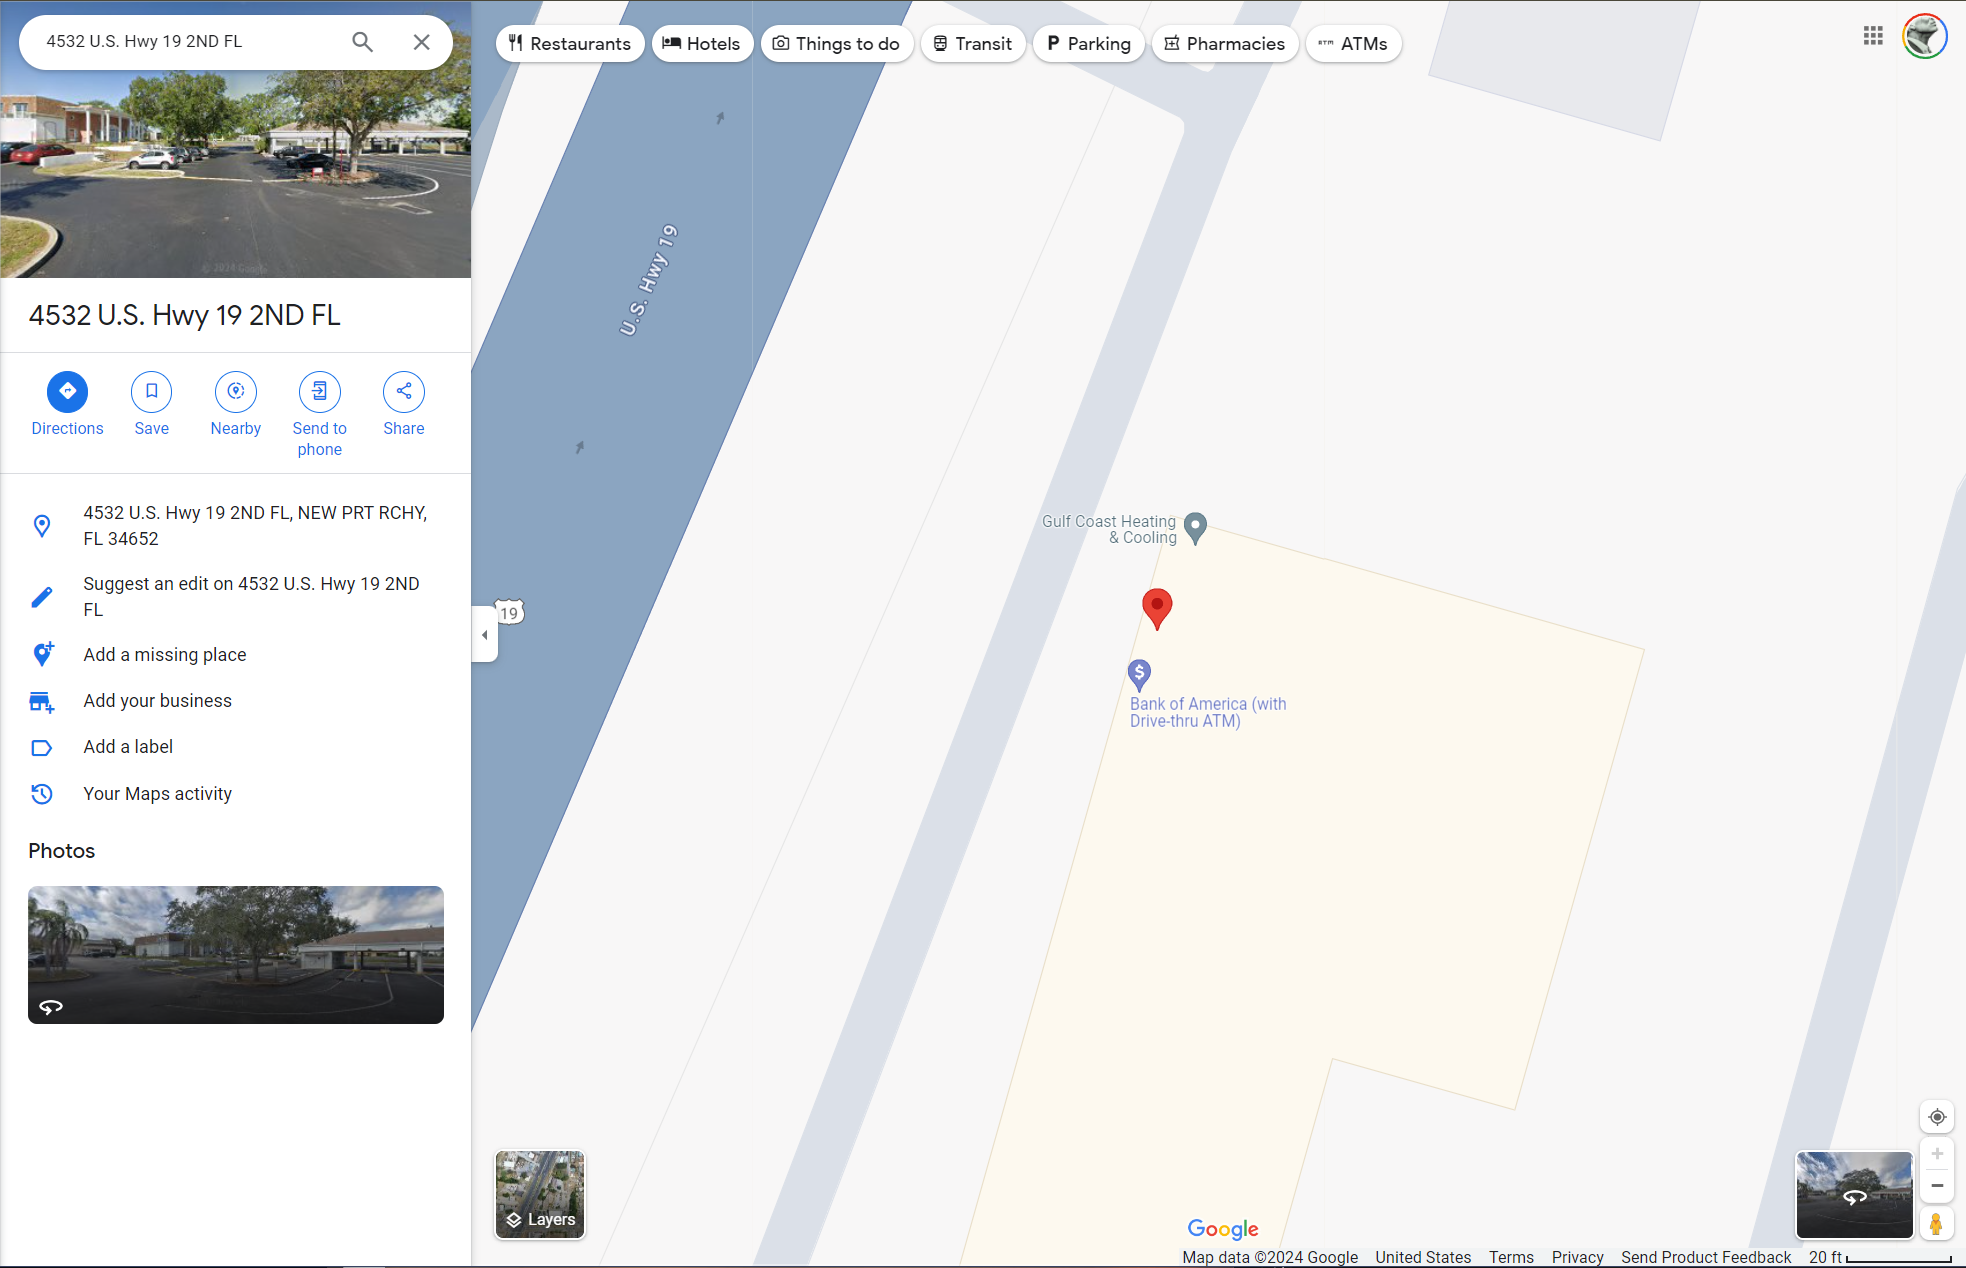 4532 U.S. Hwy 19 2ND FL
Restaurants
Hotels
Things to do
Transit
Parking
Pharmacies
ATM
ATMs
4532 U.S. Hwy 19 2ND FL
Directions
Save
Nearby
Send to
phone
Share
4532 U.S. Hwy 19 2ND FL, NEW PRT RCHY,
FL 34652
Suggest an edit on 4532 U.S. Hwy 19 2ND
FL
Add a missing place
Add your business
Add a label
Your Maps activity
Photos
U.S. Hwy 19
19
Gulf Coast Heating
& Cooling
Bank of America (with
Drive-thru ATM)
Layers
Google
Map data ©2024 Google
United States
Terms
Privacy
Send Product Feedback
20 ft